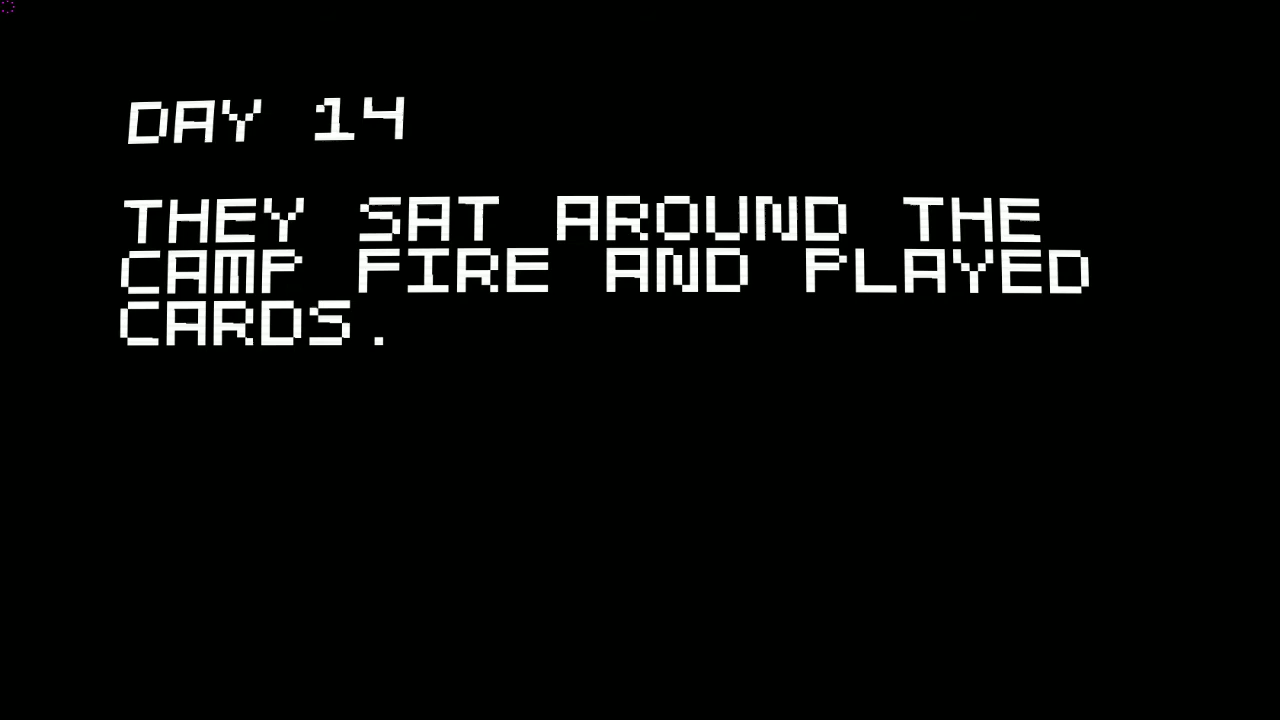 DAY 14
THEY SAT AROUND THE
CAMP FIRE AND PLAYED
CARDS.